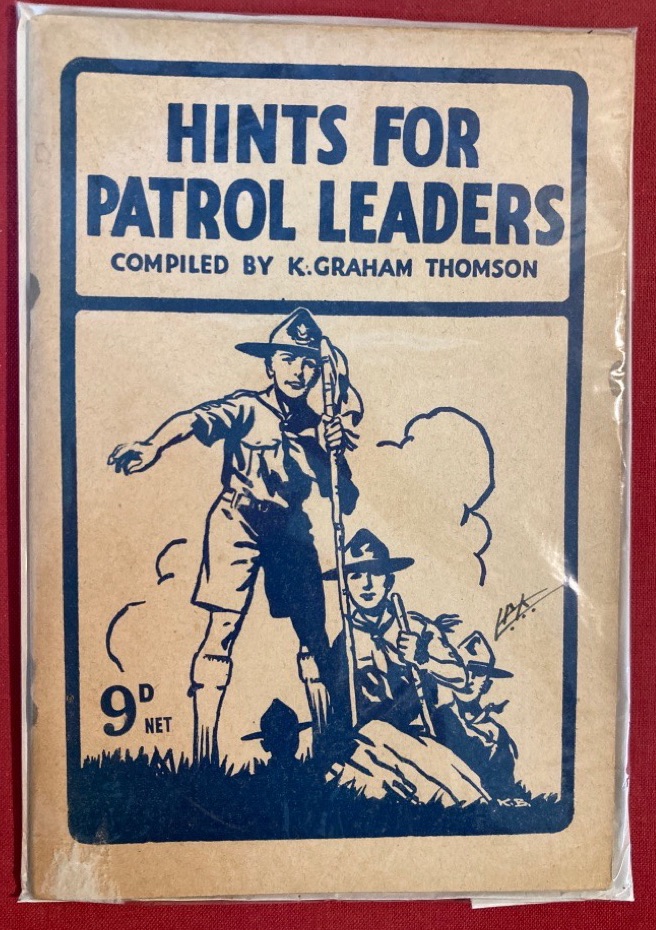 HINTS FOR
PATROL LEADERS
COMPILED BY K. GRAHAM THOMSON
9D
NET
K.B.